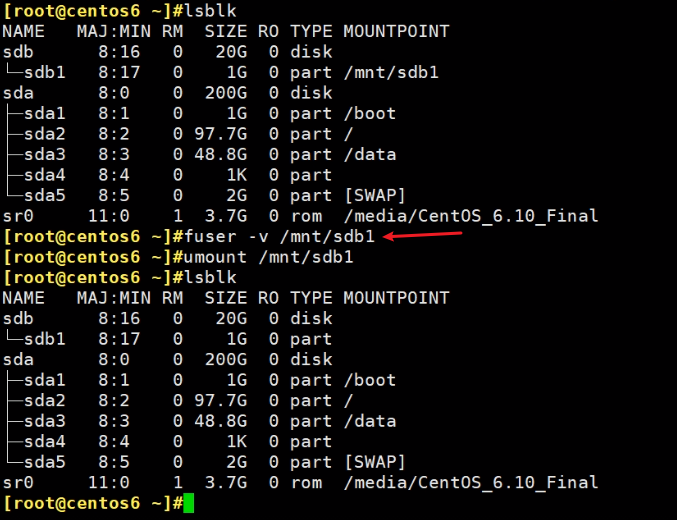 [root@centos6 ~]#lsblk
NAME   MAJ:MIN RM   SIZE RO TYPE MOUNTPOINT
sdb      8:16   0    20G  0 disk
└─sdb1   8:17   0     1G  0 part /mnt/sdb1
sda      8:0    0   200G  0 disk
├─sda1   8:1    0     1G  0 part /boot
├─sda2   8:2    0  97.7G  0 part /
├─sda3   8:3    0  48.8G  0 part /data
├─sda4   8:4    0     1K  0 part
└─sda5   8:5    0     2G  0 part [SWAP]
sr0     11:0    1   3.7G  0 rom  /media/CentOS_6.10_Final
[root@centos6 ~]#fuser -v /mnt/sdb1
[root@centos6 ~]#umount /mnt/sdb1
[root@centos6 ~]#lsblk
NAME   MAJ:MIN RM   SIZE RO TYPE MOUNTPOINT
sdb      8:16   0    20G  0 disk
└─sdb1   8:17   0     1G  0 part
sda      8:0    0   200G  0 disk
├─sda1   8:1    0     1G  0 part /boot
├─sda2   8:2    0  97.7G  0 part /
├─sda3   8:3    0  48.8G  0 part /data
├─sda4   8:4    0     1K  0 part
└─sda5   8:5    0     2G  0 part [SWAP]
sr0     11:0    1   3.7G  0 rom  /media/CentOS_6.10_Final
[root@centos6 ~]#